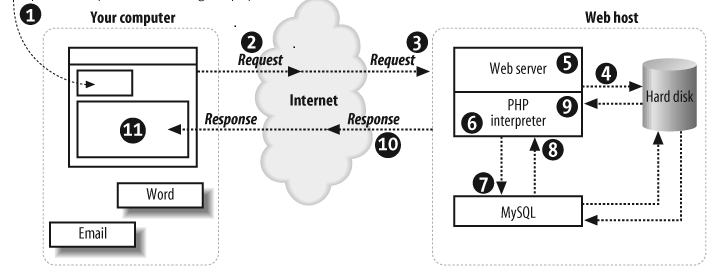 1
Your computer
Web host
2
Request
3
Request
Web server
5
4
Hard disk
Internet
PHP
interpreter
9
6
11
Response
Response
10
8
7
Word
MySQL
Email